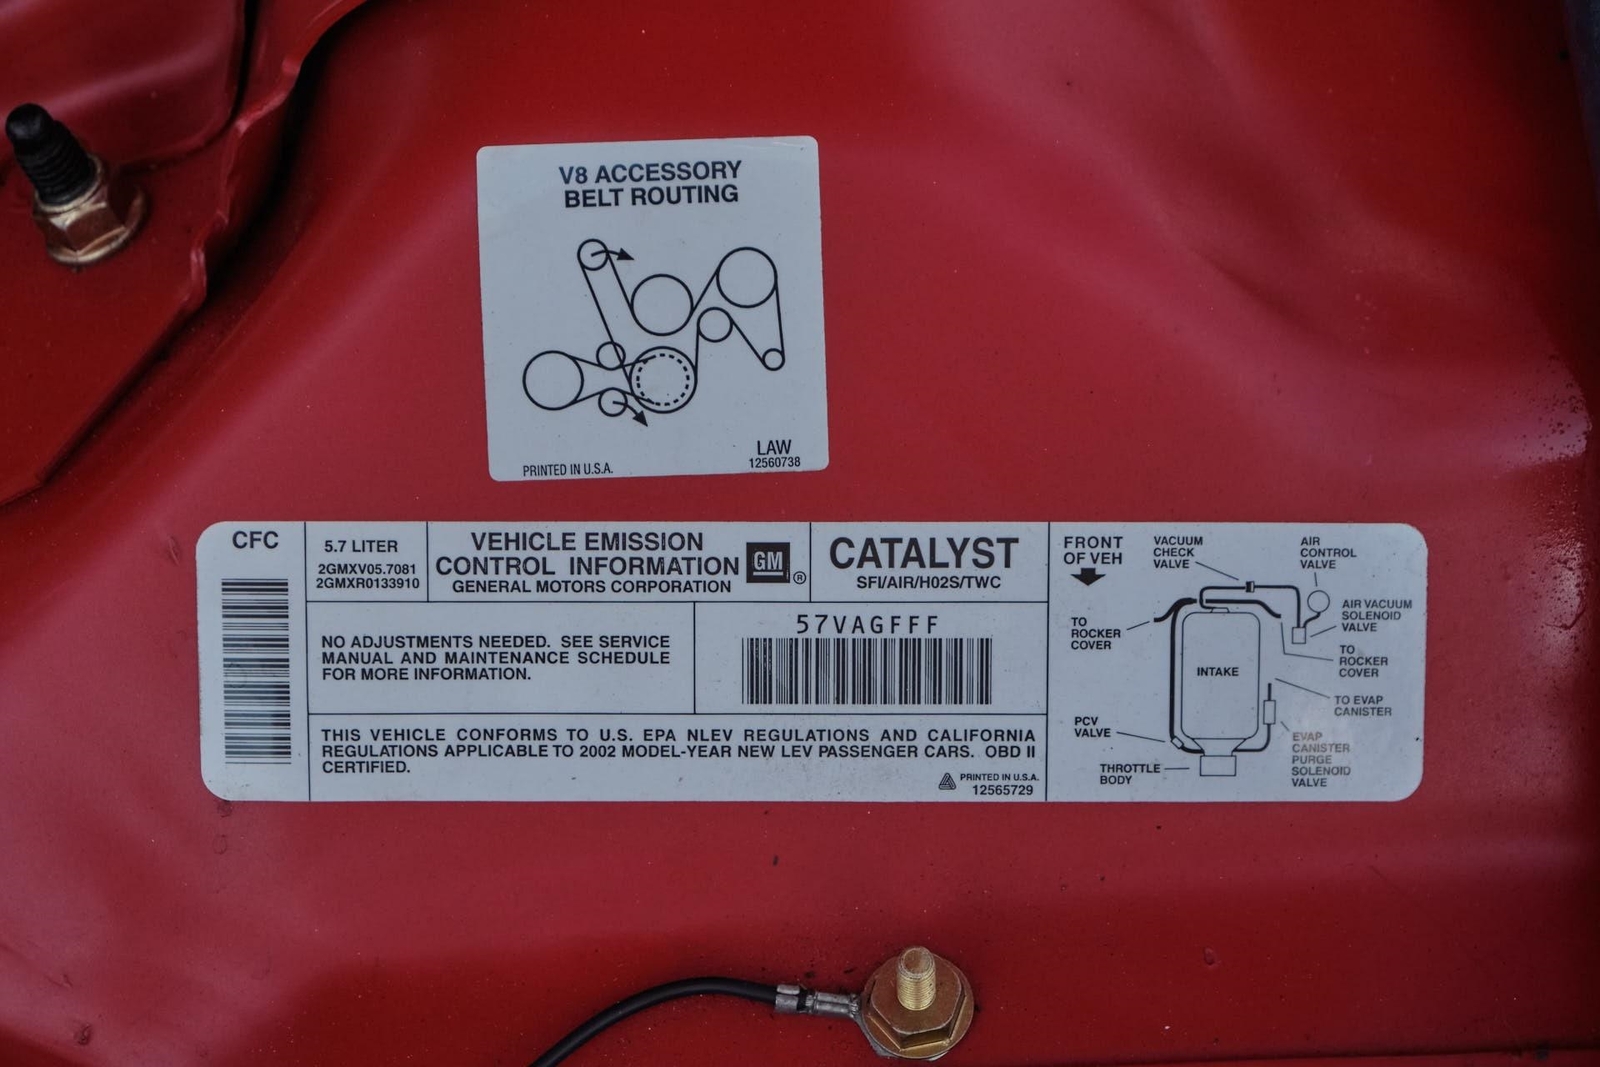 V8 ACCESSORY
BELT ROUTING
LAW
12560738
PRINTED IN U.S.A.
CFC
5.7 LITER
2GMXV05.7081
2GMXR0133910
VEHICLE EMISSION
CONTROL INFORMATION
GENERAL MOTORS CORPORATION
GM
®
CATALYST
SFI/AIR/H02S/TWC
NO ADJUSTMENTS NEEDED. SEE SERVICE
MANUAL AND MAINTENANCE SCHEDULE
FOR MORE INFORMATION.
57VAGFFF
THIS VEHICLE CONFORMS TO U.S. EPA NLEV REGULATIONS AND CALIFORNIA
REGULATIONS APPLICABLE TO 2002 MODEL-YEAR NEW LEV PASSENGER CARS. OBD II
CERTIFIED.
PRINTED IN U.S.A.
12565729
FRONT
OF VEH
VACUUM
CHECK
VALVE
AIR
CONTROL
VALVE
AIR VACUUM
SOLENOID
VALVE
TO
ROCKER
COVER
TO
ROCKER
COVER
INTAKE
TO EVAP
CANISTER
PCV
VALVE
EVAP
CANISTER
PURGE
SOLENOID
VALVE
THROTTLE
BODY